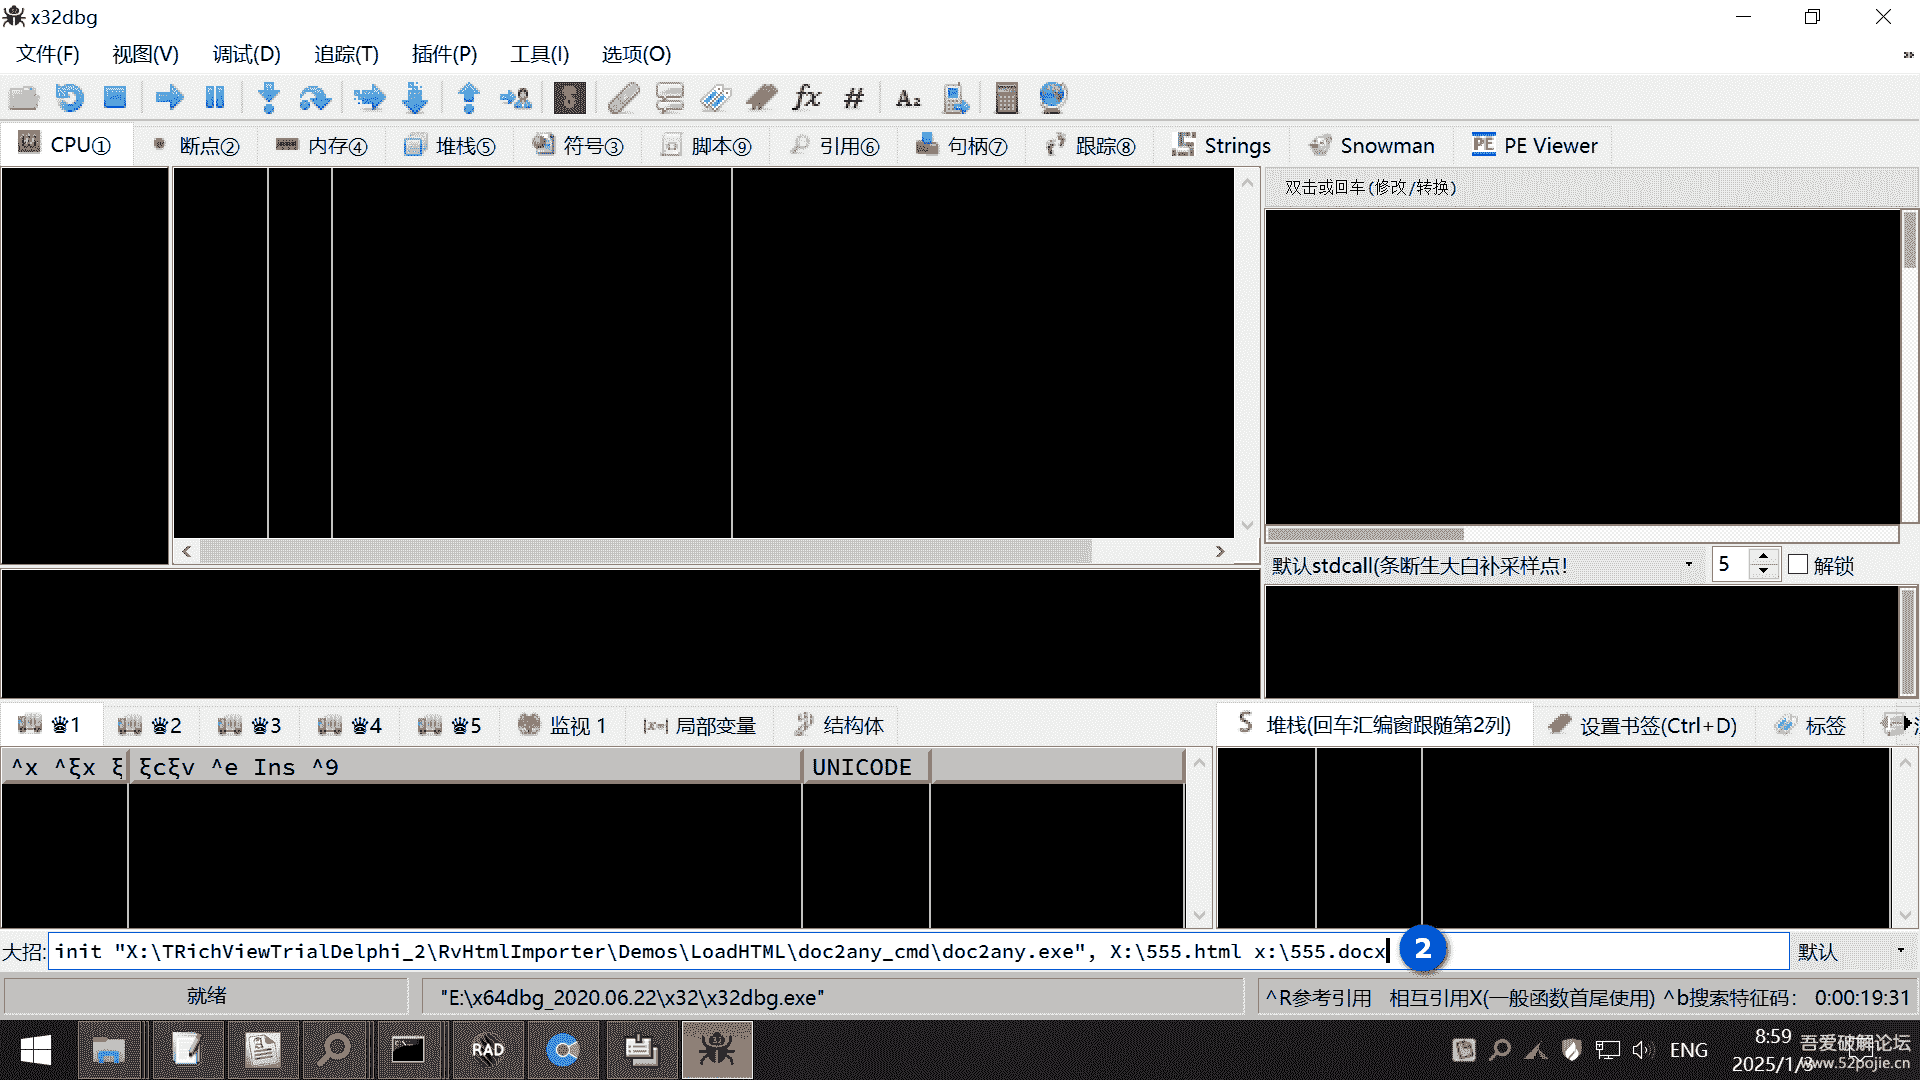 x32dbg
文件(F) 视图(V) 调试(D) 追踪(T) 插件(P) 工具(I) 选项(O)
fx # A₂
CPU① 断点② 内存④ 堆栈⑤ 符号③ 脚本⑨ 引用⑥ 句柄⑦ 跟踪⑧ Strings Snowman PE Viewer
双击或回车(修改/转换)
默认stdcall(条断生大白补采样点! 5 解锁
♛1 ♛2 ♛3 ♛4 ♛5 监视 1 局部变量 结构体
堆栈(回车汇编窗跟随第2列) 设置书签(Ctrl+D) 标签
^x ^ξx ξ ξcξv ^e Ins ^9 UNICODE
大招: init "X:\TRichViewTrialDelphi_2\RvHtmlImporter\Demos\LoadHTML\doc2any_cmd\doc2any.exe", X:\555.html x:\555.docx 2 默认
就绪 "E:\x64dbg_2020.06.22\x32\x32dbg.exe" ^R参考引用 相互引用X(一般函数首尾使用) ^b搜索特征码: 0:00:19:31
RAD ENG
8:59
2025/1/3
吾爱破解论坛
www.52pojie.cn